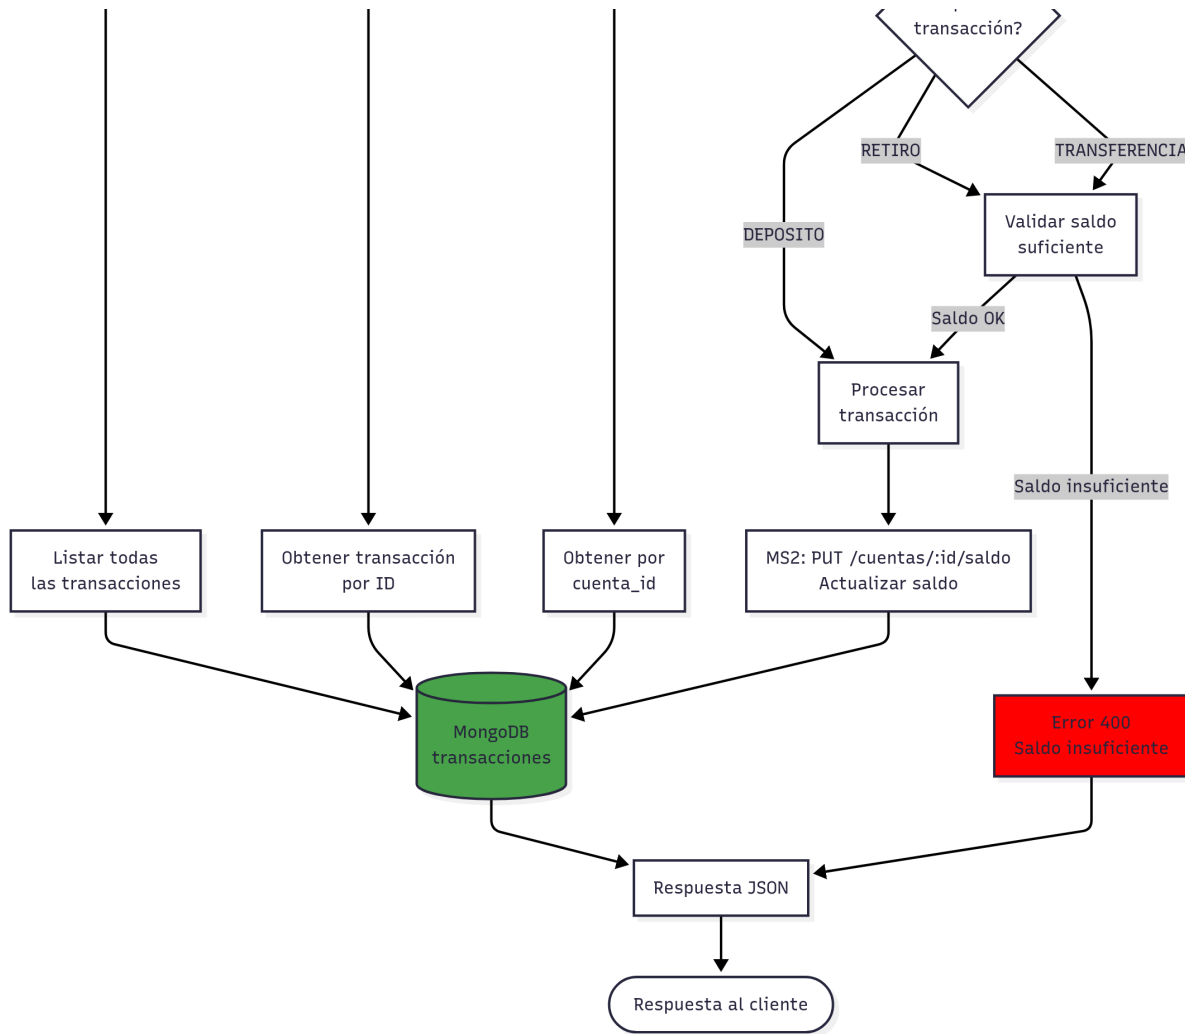 transacción?
RETIRO
TRANSFERENCIA
Validar saldo
suficiente
DEPOSITO
Saldo OK
Procesar
transacción
Saldo insuficiente
Listar todas
las transacciones
Obtener transacción
por ID
Obtener por
cuenta_id
MS2: PUT /cuentas/:id/saldo
Actualizar saldo
MongoDB
transacciones
Error 400
Saldo insuficiente
Respuesta JSON
Respuesta al cliente